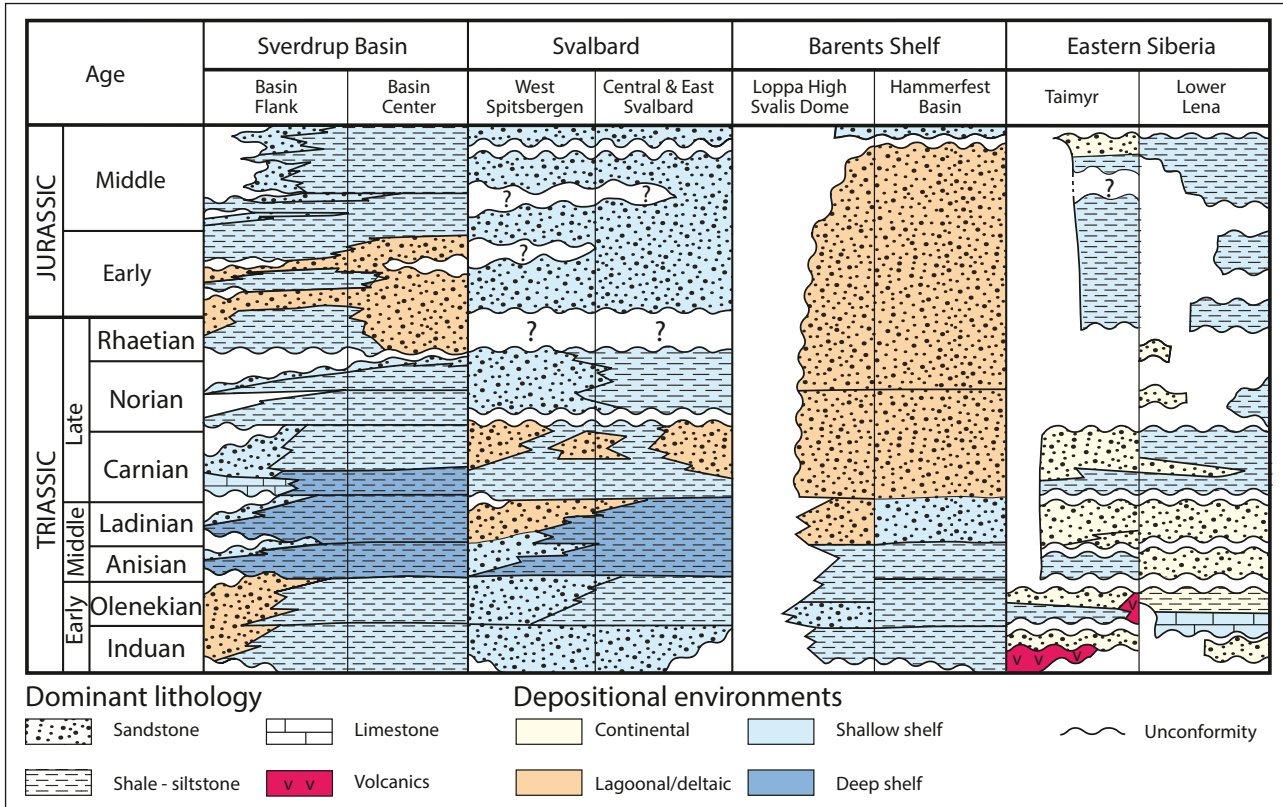 Age
Sverdrup Basin
Svalbard
Barents Shelf
Eastern Siberia
Basin
Flank
Basin
Center
West
Spitsbergen
Central & East
Svalbard
Loppa High
Svalis Dome
Hammerfest
Basin
Taimyr
Lower
Lena
JURASSIC
Middle
?
?
?
Early
?
TRIASSIC
Late
Rhaetian
?
?
Norian
Carnian
Middle
Ladinian
Anisian
Early
Olenekian
v
Induan
v v v
Dominant lithology
Depositional environments
Sandstone
Limestone
Continental
Shallow shelf
Unconformity
Shale - siltstone
v v
Volcanics
Lagoonal/deltaic
Deep shelf